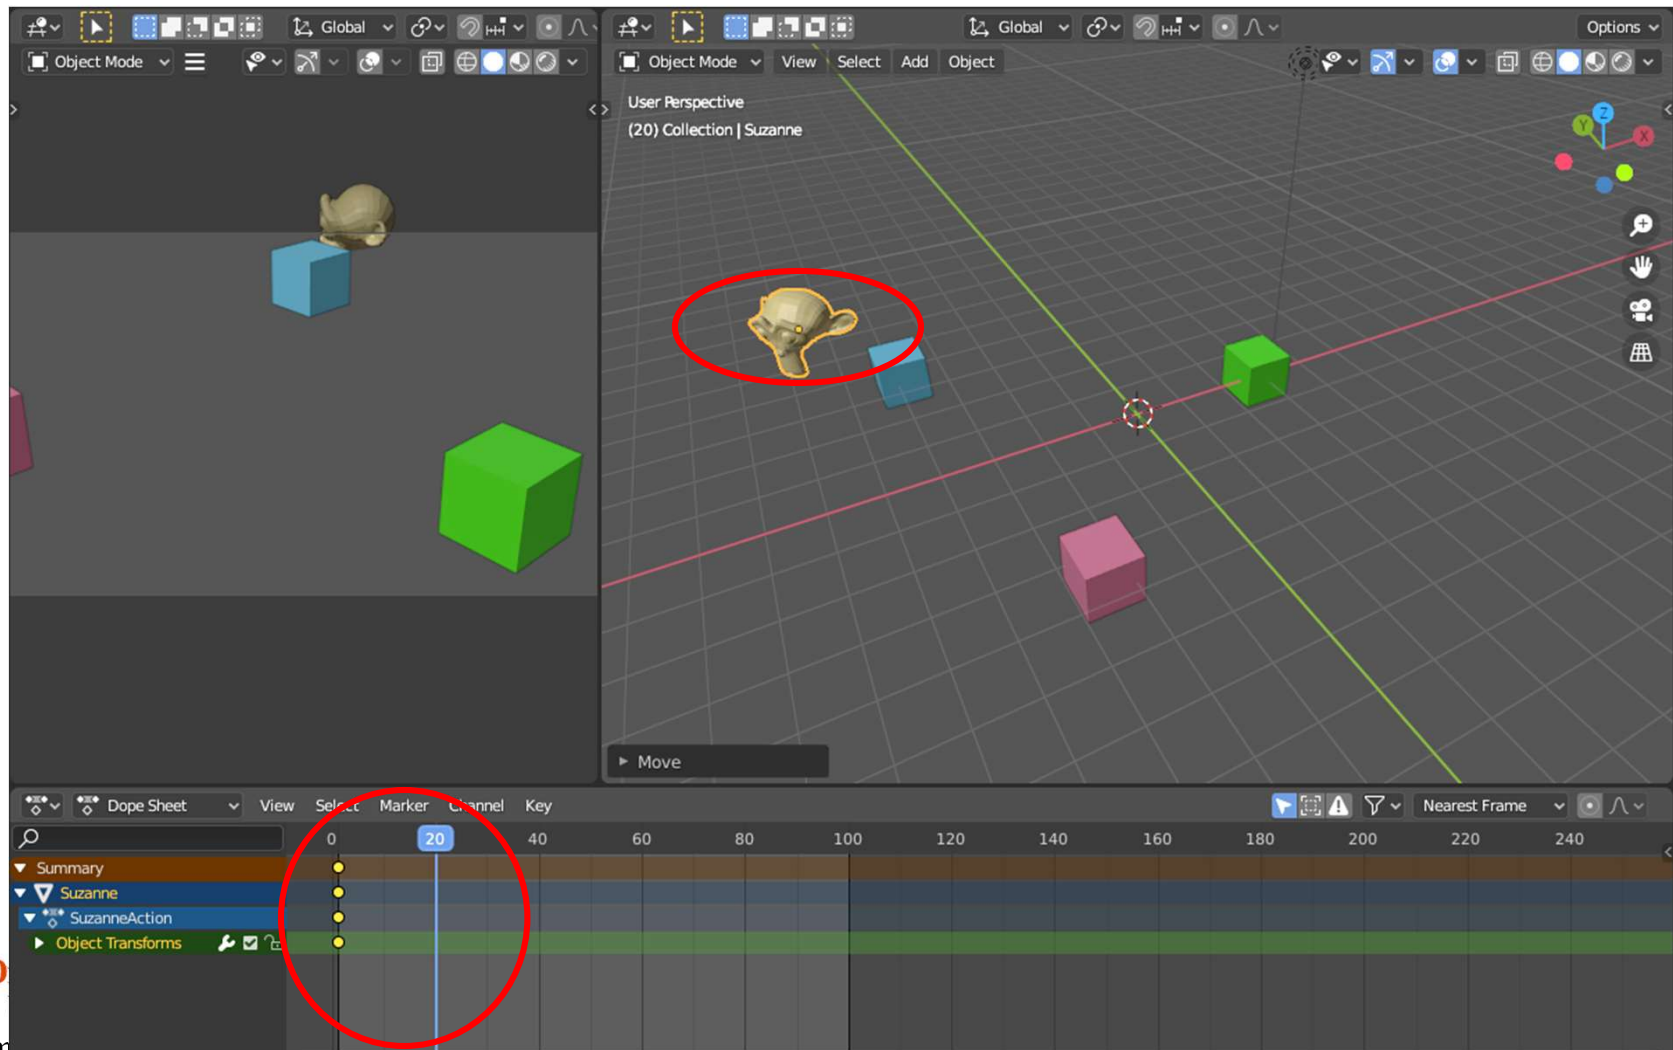 Global
Global
Options
Object Mode
Object Mode View Select Add Object
User Perspective
(20) Collection | Suzanne
Z
Y
X
Move
Dope Sheet View Select Marker Channel Key
Nearest Frame
0 20 40 60 80 100 120 140 160 180 200 220 240
Summary
Suzanne
SuzanneAction
Object Transforms